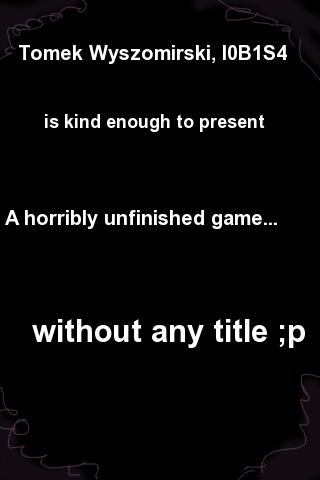 Tomek Wyszomirski, I0B1S4
is kind enough to present
A horribly unfinished game...
without any title ;p